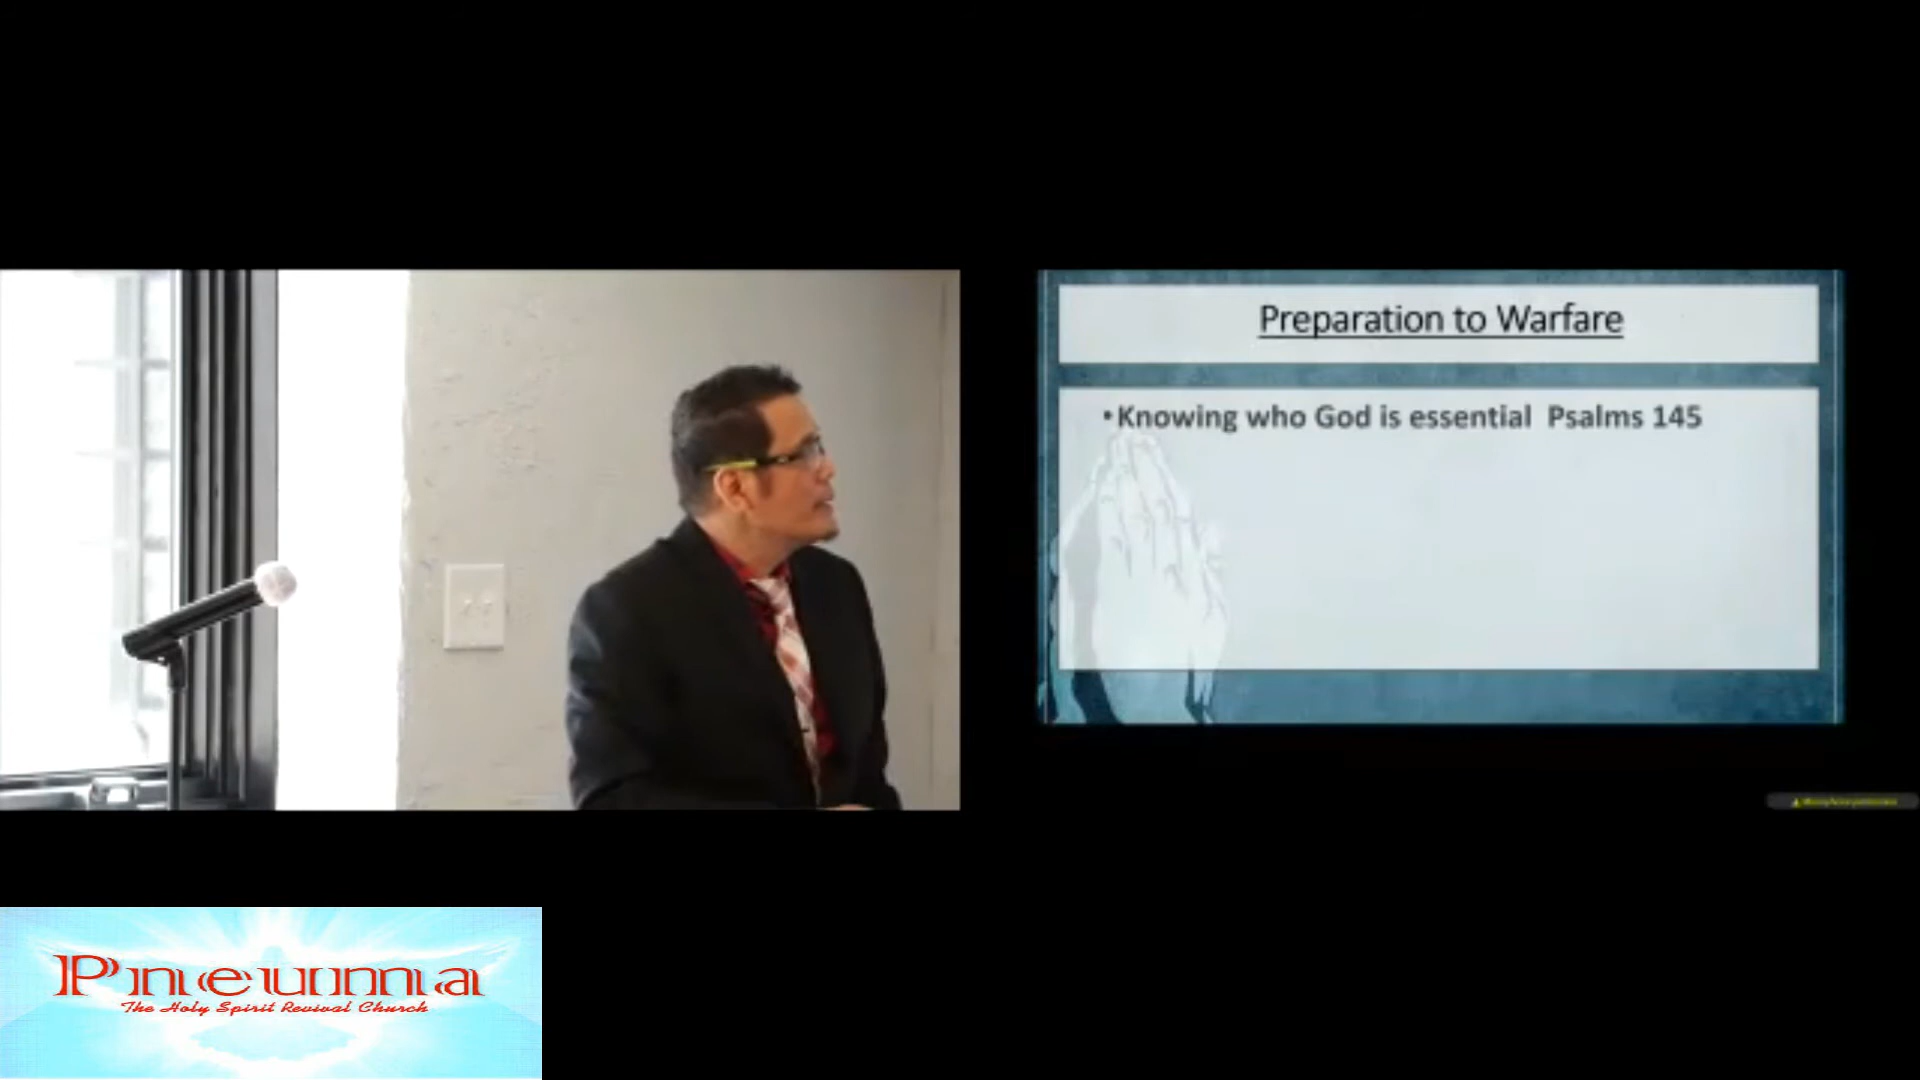 Preparation to Warfare
• Knowing who God is essential Psalms 145
Pneuma
The Holy Spirit Revival Church